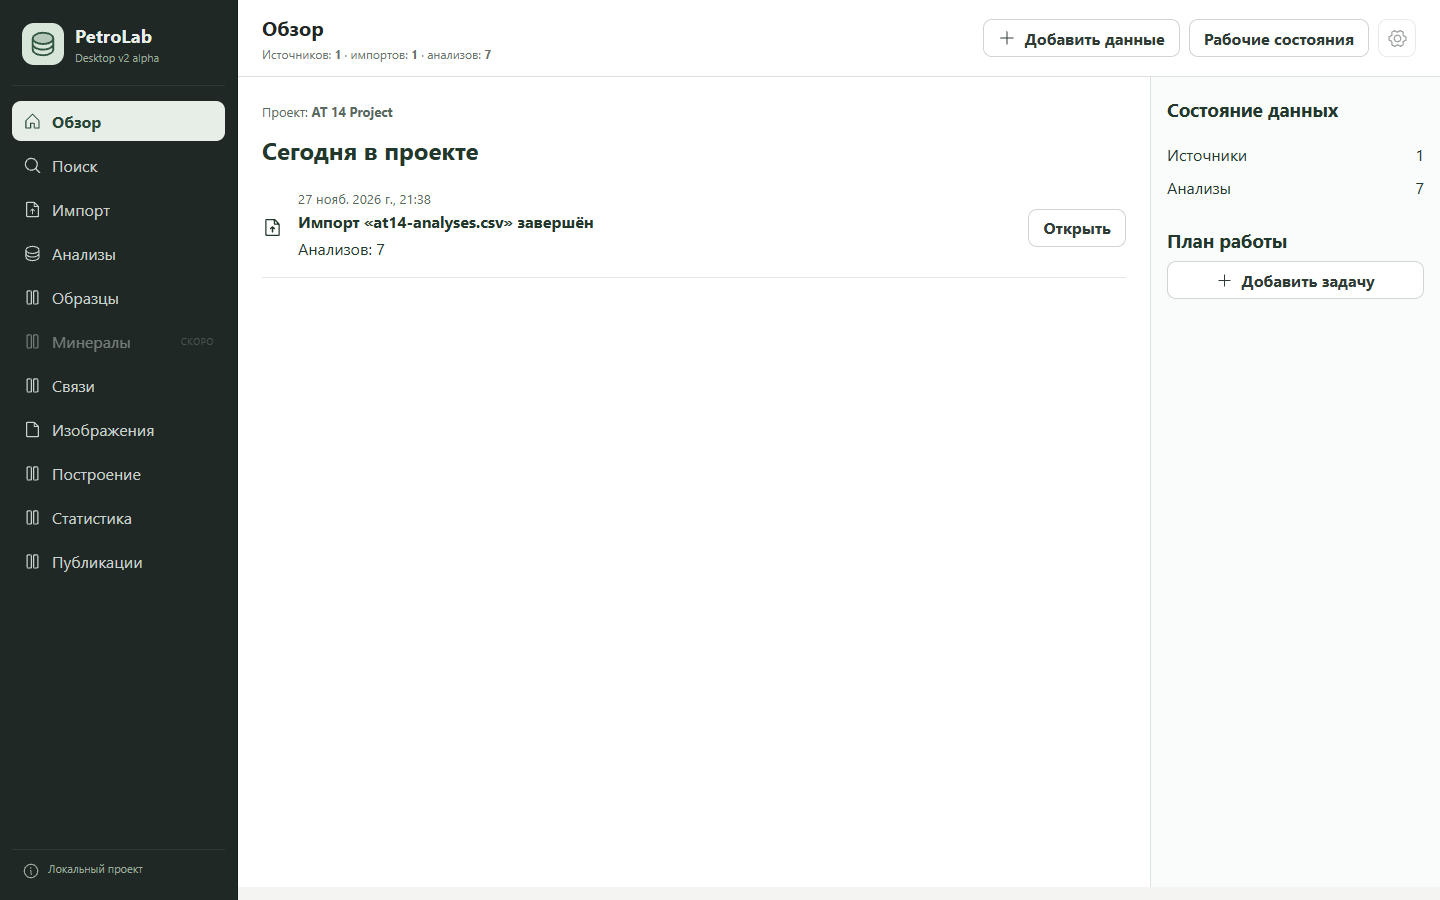 PetroLab
Desktop v2 alpha
Обзор
Поиск
Импорт
Анализы
Образцы
Минералы СКОРО
Связи
Изображения
Построение
Статистика
Публикации
Локальный проект
Обзор
Источников: 1 · импортов: 1 · анализов: 7
Добавить данные
Рабочие состояния
Проект: AT 14 Project
Сегодня в проекте
27 нояб. 2026 г., 21:38
Импорт «at14-analyses.csv» завершён
Анализов: 7
Открыть
Состояние данных
Источники 1
Анализы 7
План работы
Добавить задачу